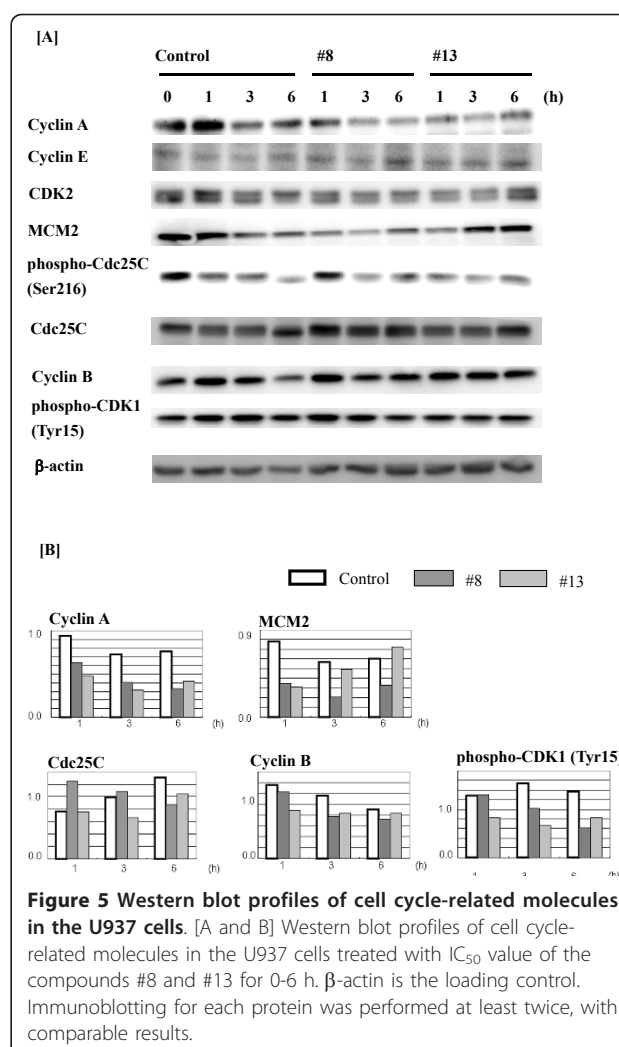 [A]
Control #8 #13
0 1 3 6 1 3 6 1 3 6 (h)
Cyclin A
Cyclin E
CDK2
MCM2
phospho-Cdc25C
(Ser216)
Cdc25C
Cyclin B
phospho-CDK1
(Tyr15)
β-actin
[B]
Control #8 #13
Cyclin A
1.0
0.0
1 3 6 (h)
MCM2
0.9
0.0
1 3 6 (h)
Cdc25C
1.0
0.0
1 3 6 (h)
Cyclin B
1.0
0.0
1 3 6 (h)
phospho-CDK1 (Tyr15)
1.0
0.0
1 3 6 (h)
Figure 5 Western blot profiles of cell cycle-related molecules
in the U937 cells. [A and B] Western blot profiles of cell cycle-
related molecules in the U937 cells treated with IC50 value of the
compounds #8 and #13 for 0-6 h. β-actin is the loading control.
Immunoblotting for each protein was performed at least twice, with
comparable results.